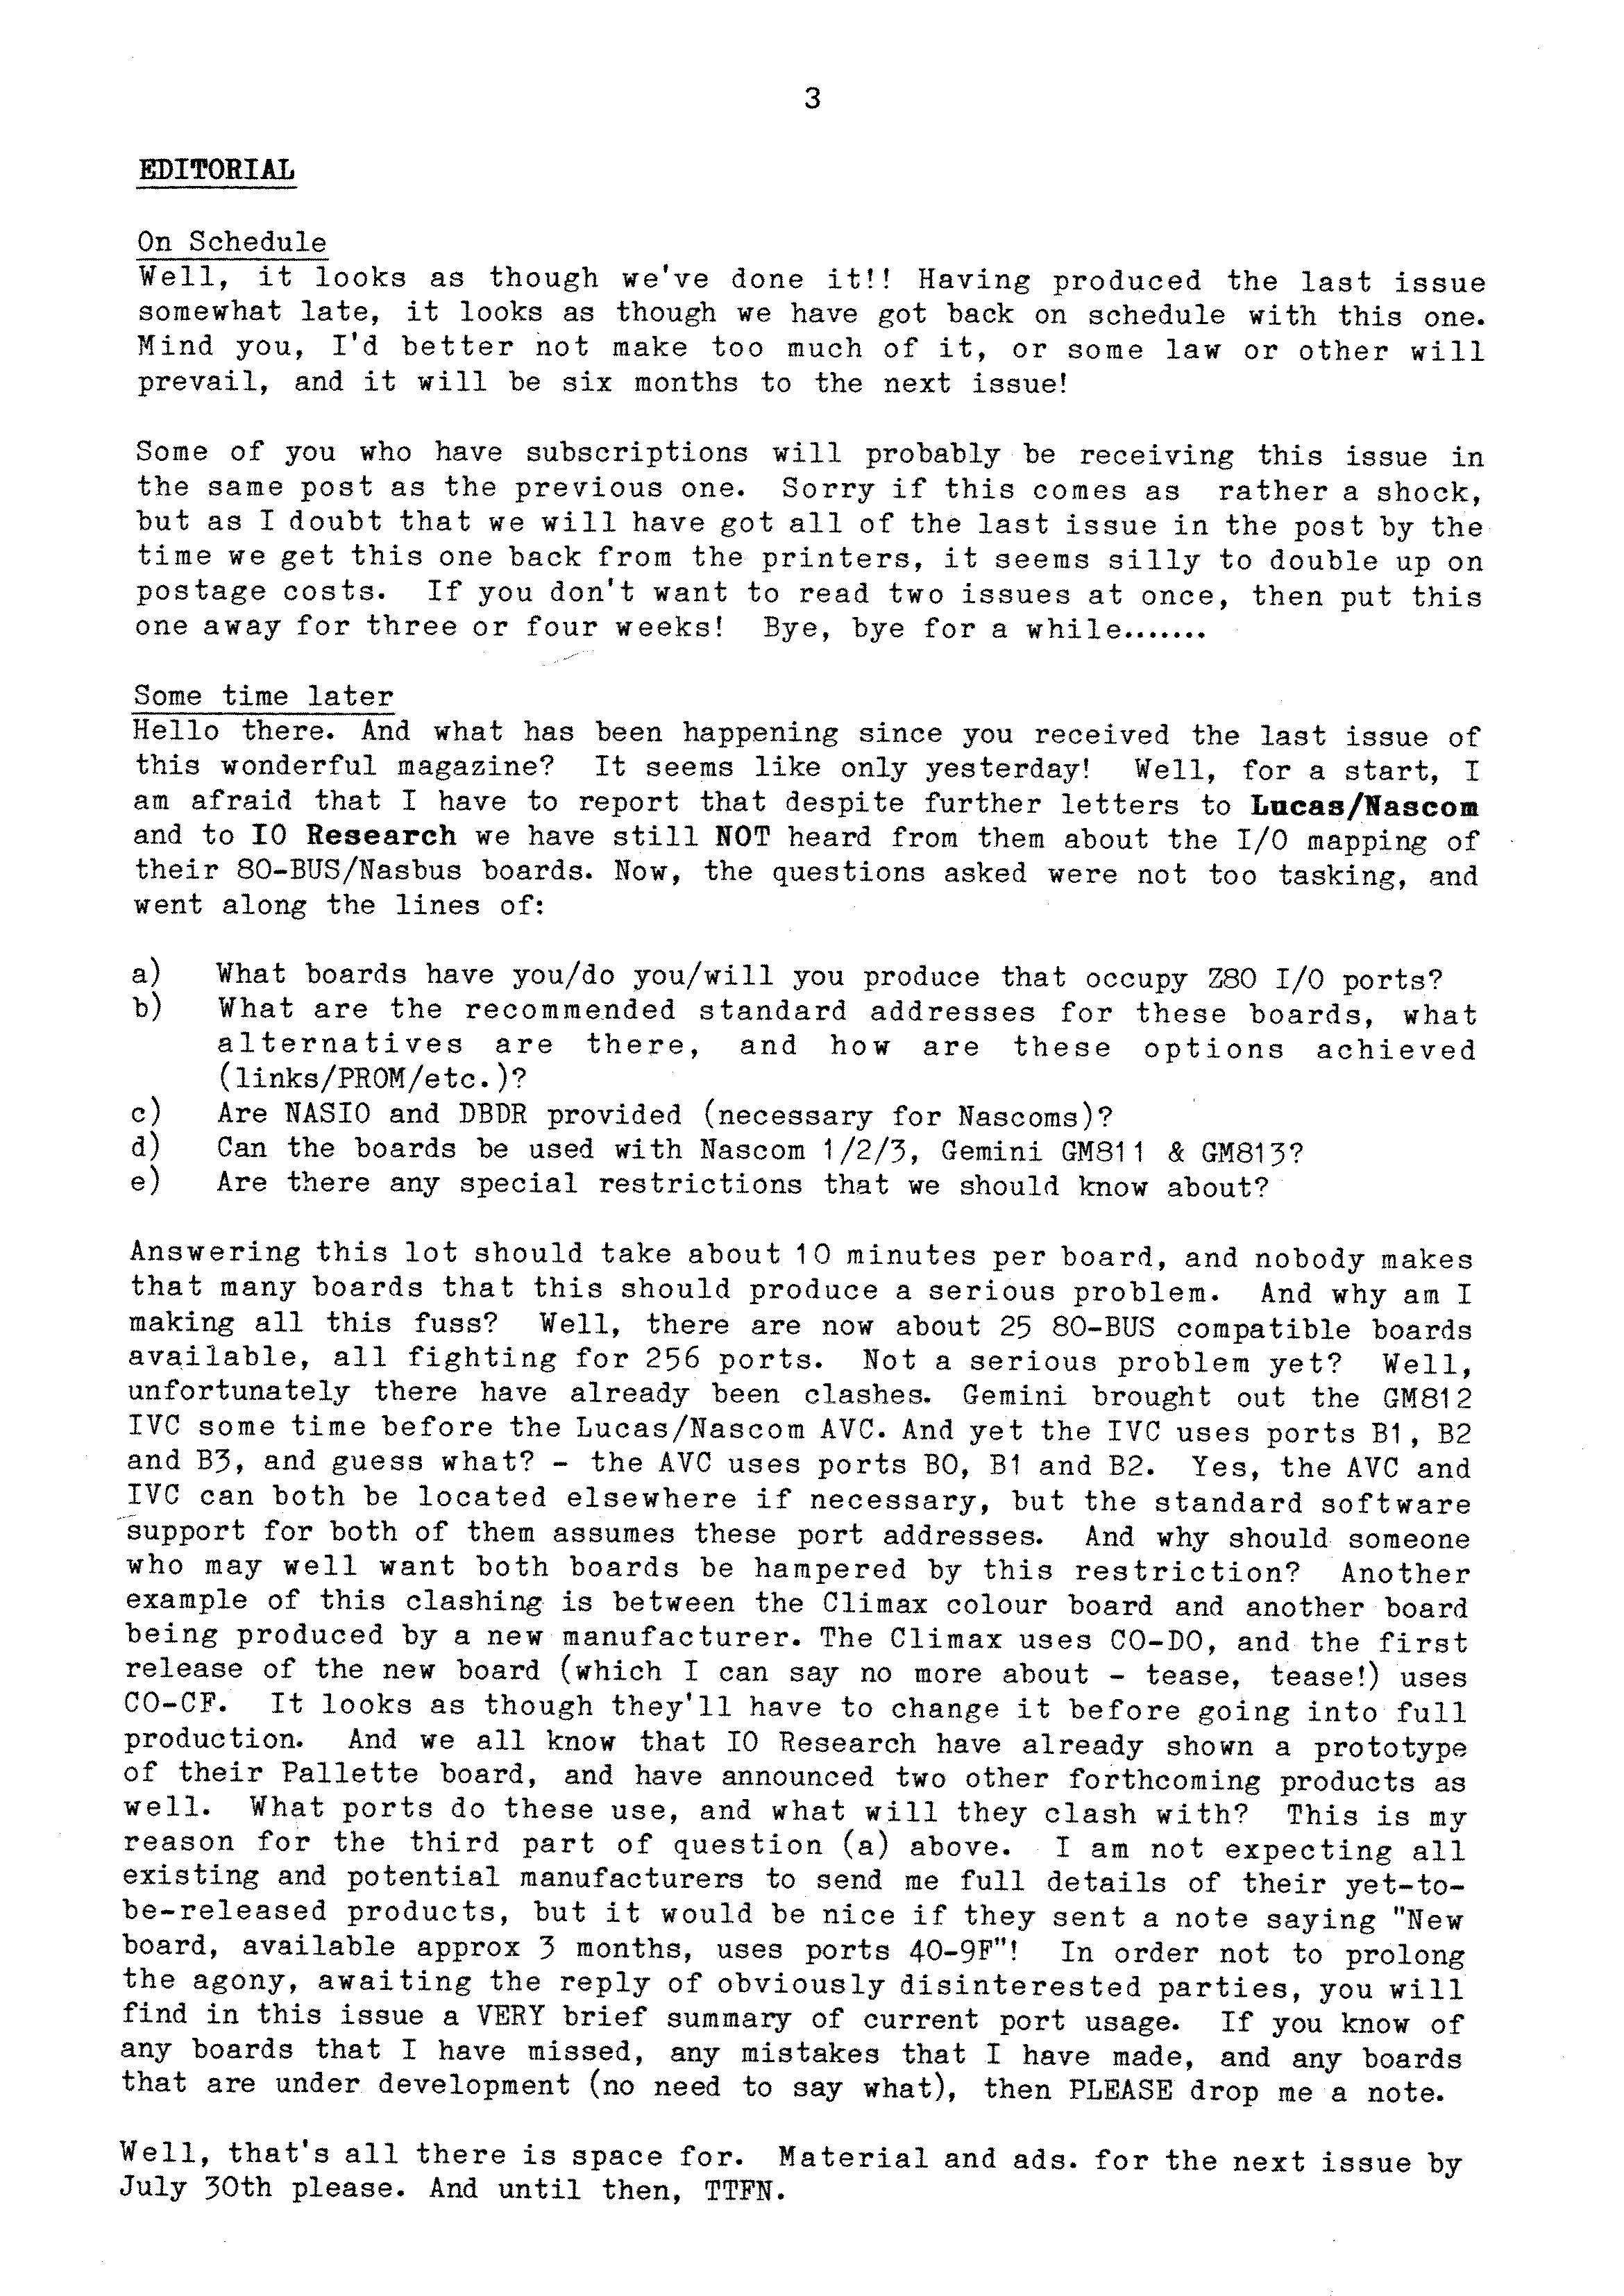 3
EDITORIAL
On Schedule
Well, it looks as though we've done it!! Having produced the last issue
somewhat late, it looks as though we have got back on schedule with this one.
Mind you, I'd better not make too much of it, or some law or other will
prevail, and it will be six months to the next issue!
Some of you who have subscriptions will probably be receiving this issue in
the same post as the previous one. Sorry if this comes as rather a shock,
but as I doubt that we will have got all of the last issue in the post by the
time we get this one back from the printers, it seems silly to double up on
postage costs. If you don't want to read two issues at once, then put this
one away for three or four weeks! Bye, bye for a while.......
Some time later
Hello there. And what has been happening since you received the last issue of
this wonderful magazine? It seems like only yesterday! Well, for a start, I
am afraid that I have to report that despite further letters to Lucas/Nascom
and to IO Research we have still NOT heard from them about the I/O mapping of
their 80-BUS/Nasbus boards. Now, the questions asked were not too tasking, and
went along the lines of:
a) What boards have you/do you/will you produce that occupy Z80 I/O ports?
b) What are the recommended standard addresses for these boards, what
alternatives are there, and how are these options achieved
(links/PROM/etc.)?
c) Are NASIO and DBDR provided (necessary for Nascoms)?
d) Can the boards be used with Nascom 1/2/3, Gemini GM811 & GM813?
e) Are there any special restrictions that we should know about?
Answering this lot should take about 10 minutes per board, and nobody makes
that many boards that this should produce a serious problem. And why am I
making all this fuss? Well, there are now about 25 80-BUS compatible boards
available, all fighting for 256 ports. Not a serious problem yet? Well,
unfortunately there have already been clashes. Gemini brought out the GM812
IVC some time before the Lucas/Nascom AVC. And yet the IVC uses ports B1, B2
and B3, and guess what? - the AVC uses ports B0, B1 and B2. Yes, the AVC and
IVC can both be located elsewhere if necessary, but the standard software
support for both of them assumes these port addresses. And why should someone
who may well want both boards be hampered by this restriction? Another
example of this clashing is between the Climax colour board and another board
being produced by a new manufacturer. The Climax uses C0-D0, and the first
release of the new board (which I can say no more about - tease, tease!) uses
C0-CF. It looks as though they'll have to change it before going into full
production. And we all know that IO Research have already shown a prototype
of their Pallette board, and have announced two other forthcoming products as
well. What ports do these use, and what will they clash with? This is my
reason for the third part of question (a) above. I am not expecting all
existing and potential manufacturers to send me full details of their yet-to-
be-released products, but it would be nice if they sent a note saying "New
board, available approx 3 months, uses ports 40-9F"! In order not to prolong
the agony, awaiting the reply of obviously disinterested parties, you will
find in this issue a VERY brief summary of current port usage. If you know of
any boards that I have missed, any mistakes that I have made, and any boards
that are under development (no need to say what), then PLEASE drop me a note.
Well, that's all there is space for. Material and ads. for the next issue by
July 30th please. And until then, TTFN.